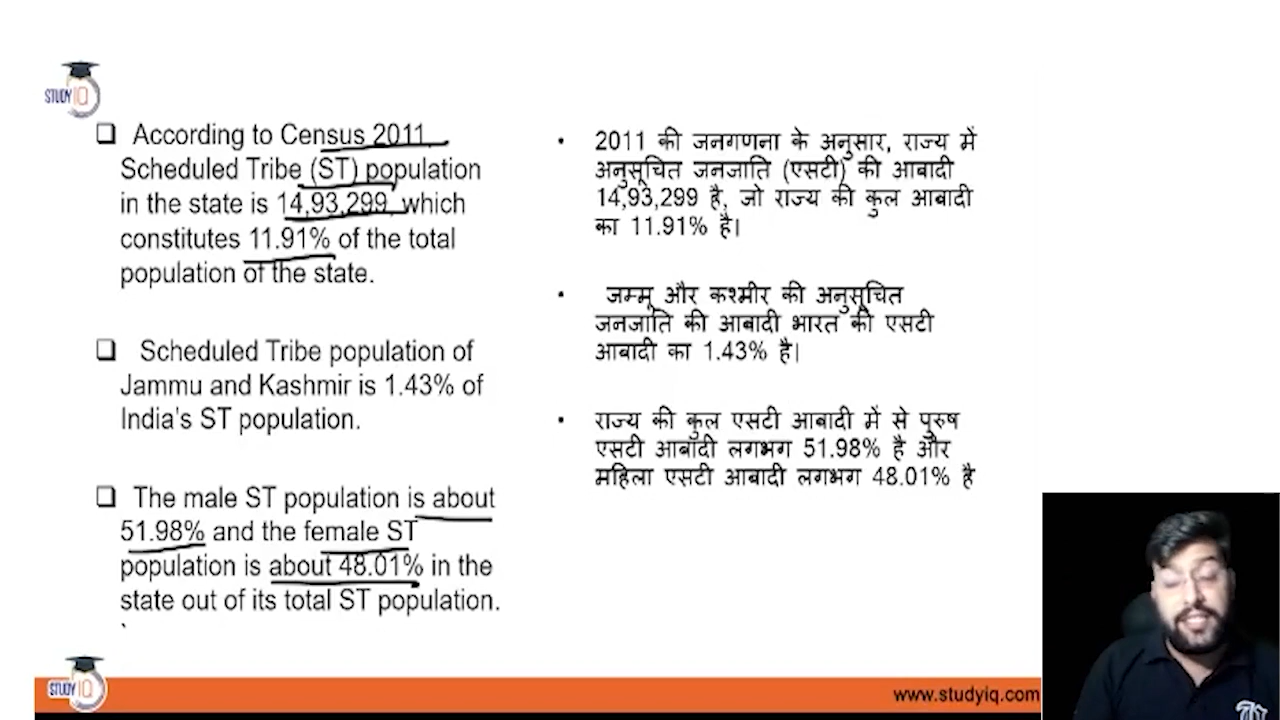 STUDY IQ
❑ According to Census 2011,
Scheduled Tribe (ST) population
in the state is 14,93,299, which
constitutes 11.91% of the total
population of the state.
❑ Scheduled Tribe population of
Jammu and Kashmir is 1.43% of
India's ST population.
❑ The male ST population is about
51.98% and the female ST
population is about 48.01% in the
state out of its total ST population.
• 2011 की जनगणना के अनुसार, राज्य में
अनुसूचित जनजाति (एसटी) की आबादी
14,93,299 है, जो राज्य की कुल आबादी
का 11.91% है।
• जम्मू और कश्मीर की अनुसूचित
जनजाति की आबादी भारत की एसटी
आबादी का 1.43% है।
• राज्य की कुल एसटी आबादी में से पुरुष
एसटी आबादी लगभग 51.98% है और
महिला एसटी आबादी लगभग 48.01% है
STUDY IQ
www.studyiq.com